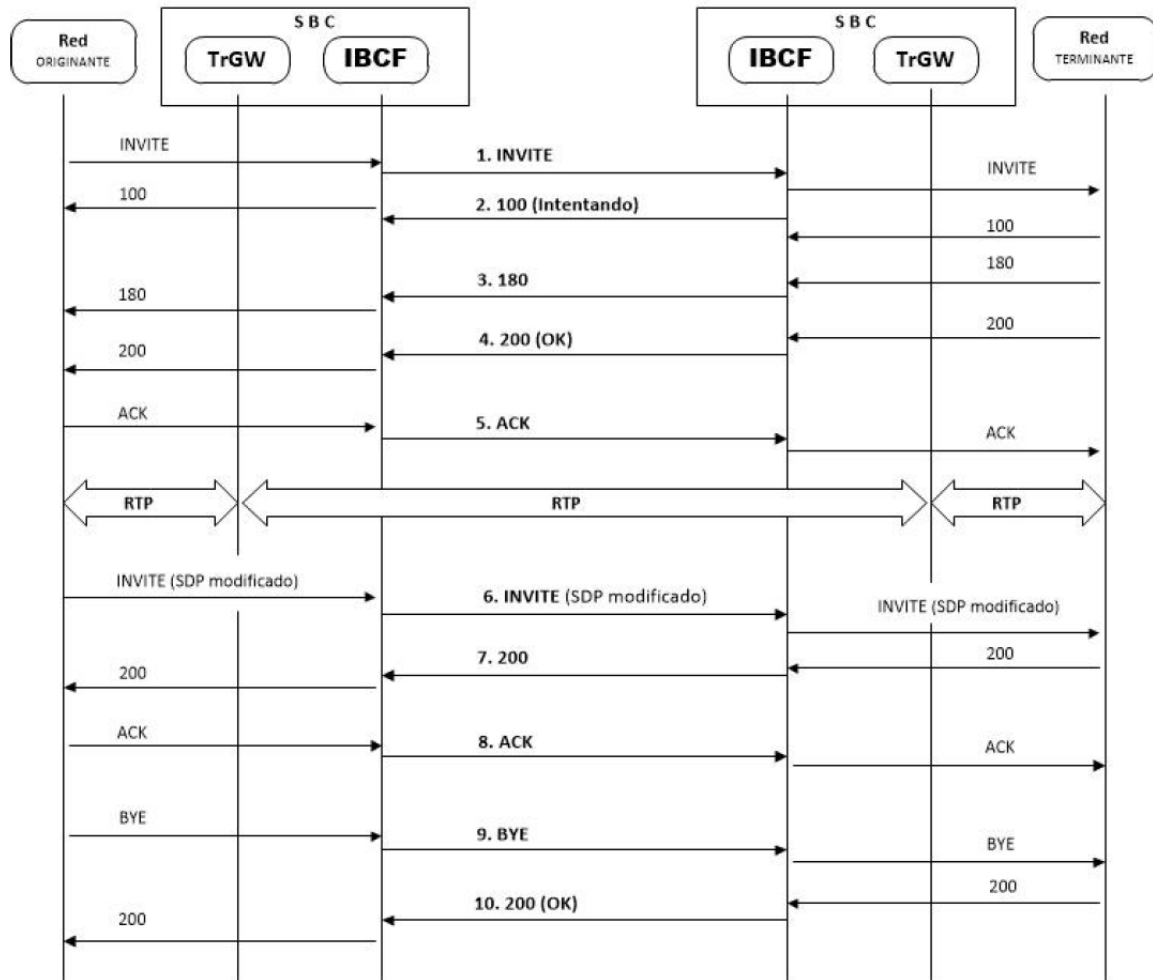 S B C
S B C
Red
ORIGINANTE
TrGW
IBCF
IBCF
TrGW
Red
TERMINANTE
INVITE
1. INVITE
INVITE
100
2. 100 (Intentando)
100
180
3. 180
180
200
4. 200 (OK)
200
ACK
5. ACK
ACK
RTP
RTP
RTP
INVITE (SDP modificado)
6. INVITE (SDP modificado)
INVITE (SDP modificado)
200
7. 200
200
ACK
8. ACK
ACK
BYE
9. BYE
BYE
200
10. 200 (OK)
200